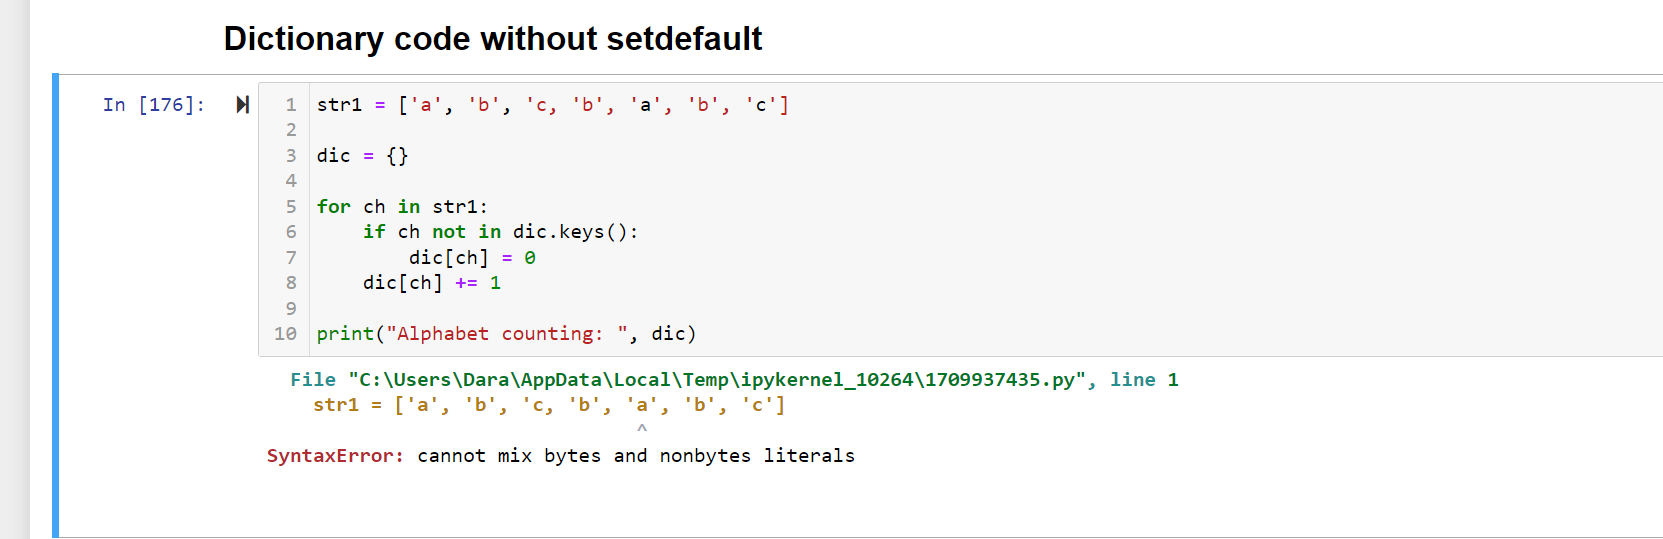 Dictionary code without setdefault
In [176]:
1 str1 = ['a', 'b', 'c, 'b', 'a', 'b', 'c']
2
3 dic = {}
4
5 for ch in str1:
6     if ch not in dic.keys():
7         dic[ch] = 0
8     dic[ch] += 1
9
10 print("Alphabet counting: ", dic)
File "C:\Users\Dara\AppData\Local\Temp\ipykernel_10264\1709937435.py", line 1
str1 = ['a', 'b', 'c, 'b', 'a', 'b', 'c']
^
SyntaxError: cannot mix bytes and nonbytes literals